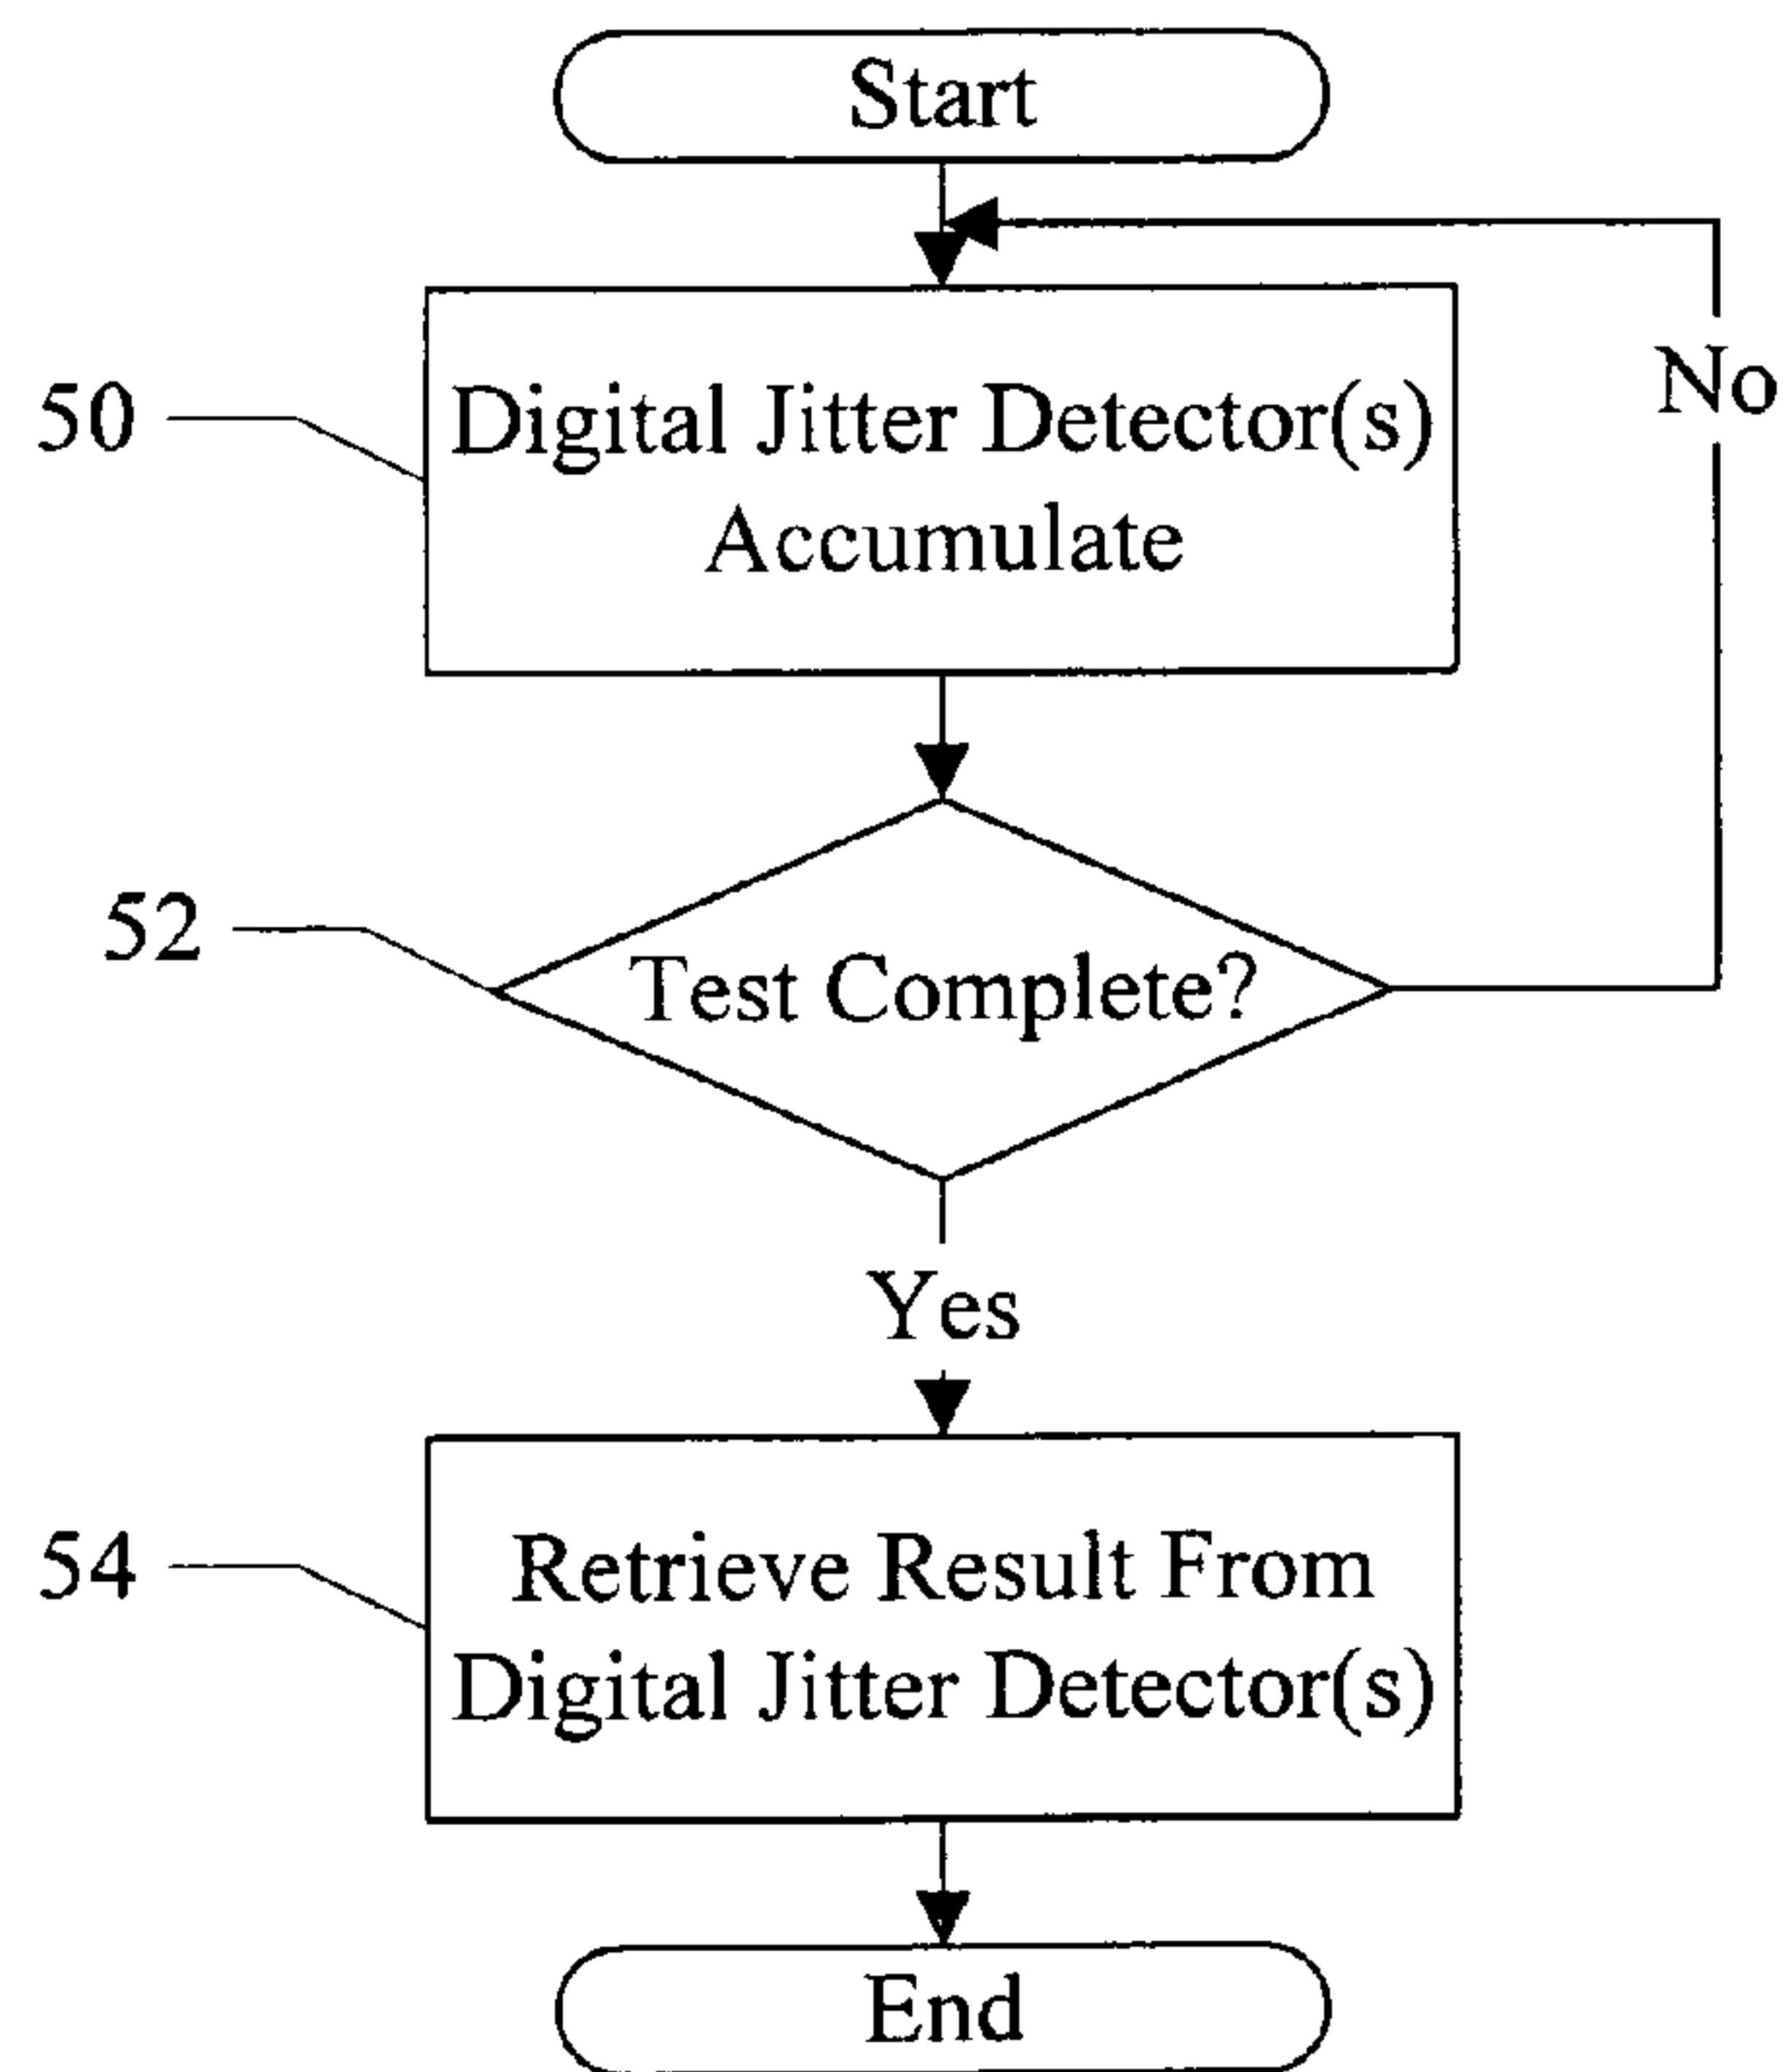 Start
No
50
Digital Jitter Detector(s)
Accumulate
52
Test Complete?
Yes
54
Retrieve Result From
Digital Jitter Detector(s)
End